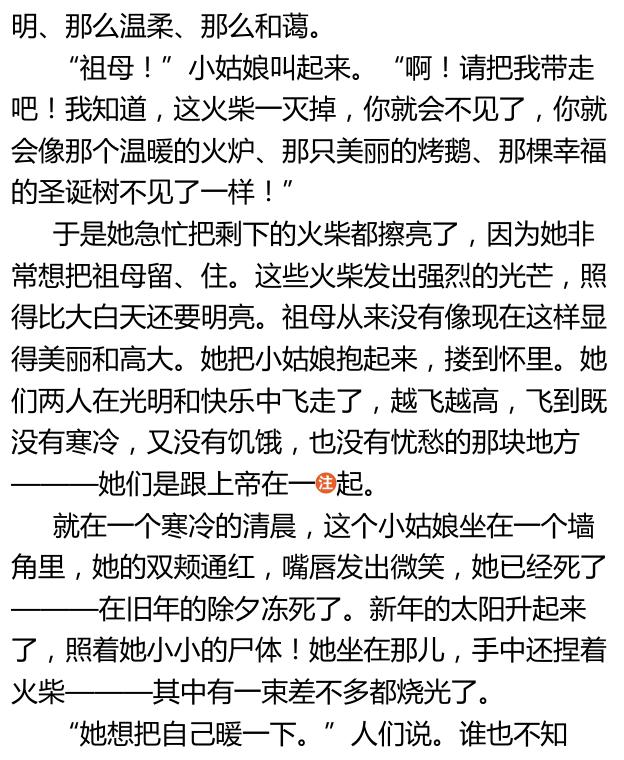 明、那么温柔、那么和蔼。
“祖母！”小姑娘叫起来。“啊！请把我带走
吧！我知道，这火柴一灭掉，你就会不见了，你就
会像那个温暖的火炉、那只美丽的烤鹅、那棵幸福
的圣诞树不见了一样！”
于是她急忙把剩下的火柴都擦亮了，因为她非
常想把祖母留、住。这些火柴发出强烈的光芒，照
得比大白天还要明亮。祖母从来没有像现在这样显
得美丽和高大。她把小姑娘抱起来，搂到怀里。她
们两人在光明和快乐中飞走了，越飞越高，飞到既
没有寒冷，又没有饥饿，也没有忧愁的那块地方
———她们是跟上帝在一注起。
就在一个寒冷的清晨，这个小姑娘坐在一个墙
角里，她的双颊通红，嘴唇发出微笑，她已经死了
———在旧年的除夕冻死了。新年的太阳升起来
了，照着她小小的尸体！她坐在那儿，手中还捏着
火柴———其中有一束差不多都烧光了。
“她想把自己暖一下。”人们说。谁也不知